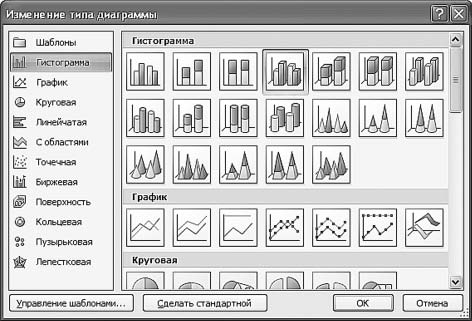 Изменение типа диаграммы
Шаблоны
Гистограмма
График
Круговая
Линейчатая
С областями
Точечная
Биржевая
Поверхность
Кольцевая
Пузырьковая
Лепестковая
Гистограмма
График
Круговая
Управление шаблонами...
Сделать стандартной
ОК
Отмена